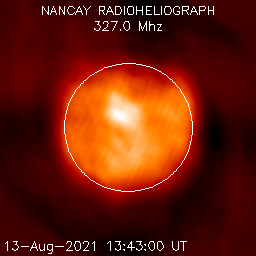 NANCAY RADIOHELIOGRAPH
327.0 Mhz
13-Aug-2021 13:43:00 UT